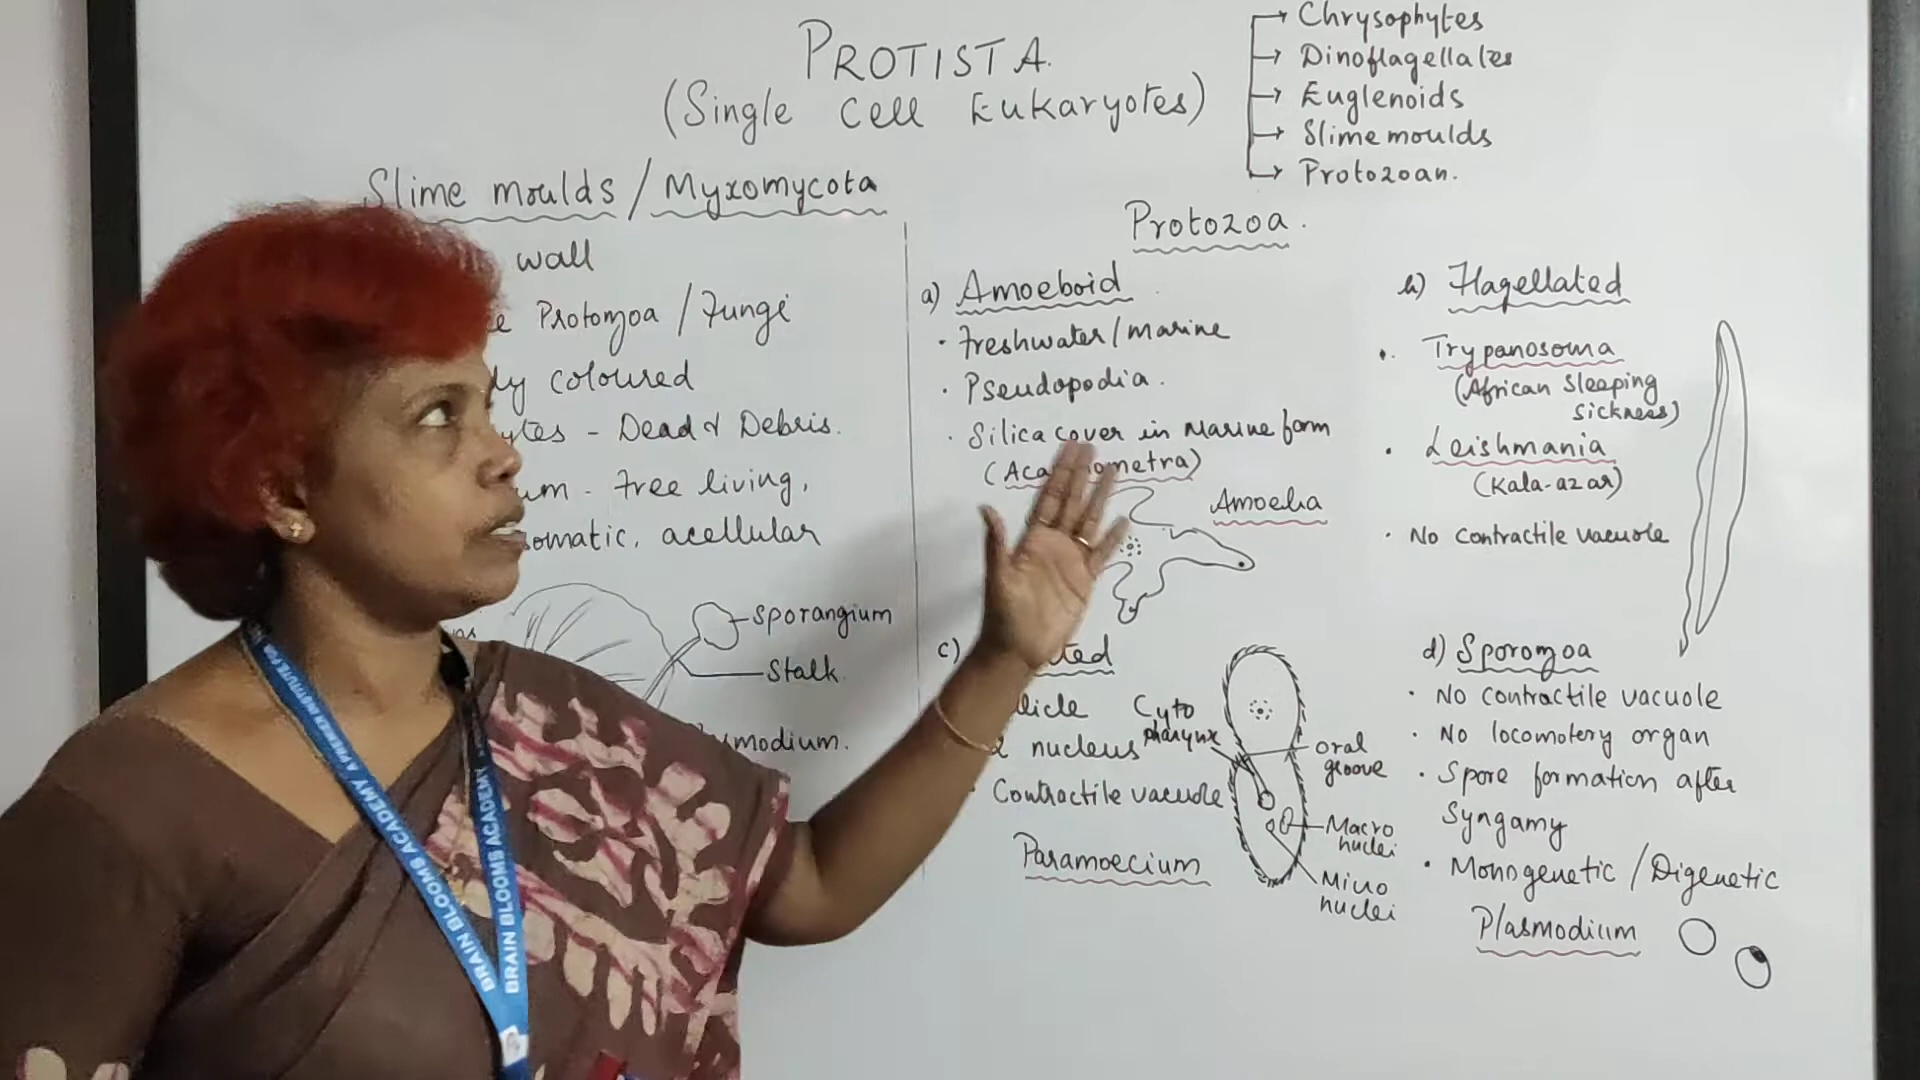 PROTISTA.
(Single Cell Eukaryotes)
Chrysophytes
Dinoflagellates
Euglenoids
Slime moulds
Protozoan.
Slime moulds / Myxomycota
wall
Protozoa / Fungi
coloured
- Dead & Debris.
- Free living,
acellular
Sporangium
Stalk
Protozoa.
a) Amoeboid
• Freshwater/marine
• Pseudopodia.
• Silica cover in Marine form
Amoeba
b) Flagellated
• Trypanosoma
(African Sleeping
Sickness)
• Leishmania
(Kala-azar)
• No contractile vacuole
c)
2 nucleus
• Contractile vacuole
Paramoecium
Cyto
pharynx
oral
groove
Macro
nuclei
Micro
nuclei
d) Sporozoa
• No contractile vacuole
• No locomotery organ
• Spore formation after
Syngamy
• Monogenetic / Digenetic
Plasmodium
BRAIN BLOOMS ACADEMY
BRAIN BLOOMS ACADEMY